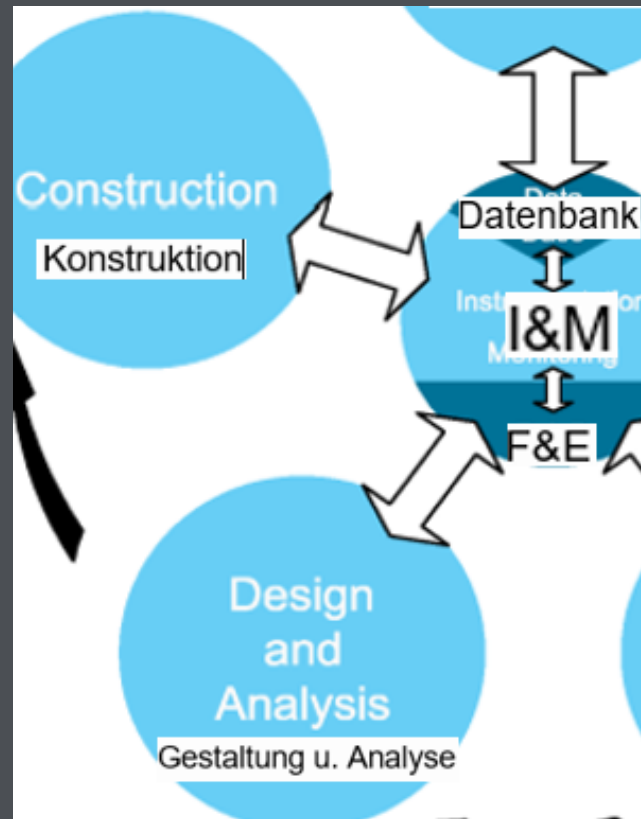 Construction
Konstruktion
Datenbank
I&M
F&E
Design
and
Analysis
Gestaltung u. Analyse